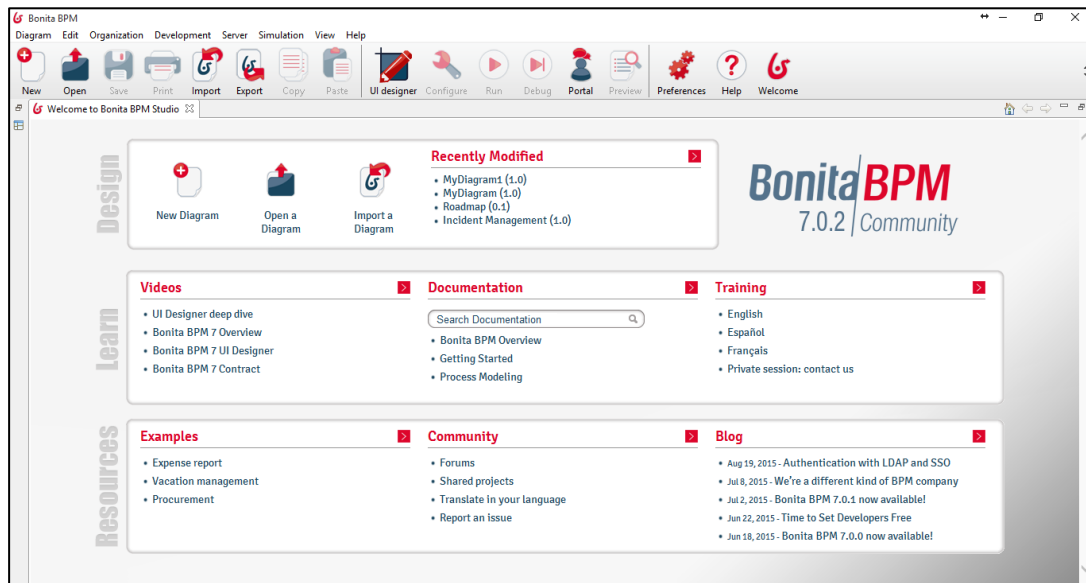 Bonita BPM
Diagram Edit Organization Development Server Simulation View Help
New Open Save Print Import Export Copy Paste UI designer Configure Run Debug Portal Preview Preferences Help Welcome
Welcome to Bonita BPM Studio
Design
New Diagram
Open a
Diagram
Import a
Diagram
Recently Modified
• MyDiagram1 (1.0)
• MyDiagram (1.0)
• Roadmap (0.1)
• Incident Management (1.0)
Bonita BPM
7.0.2 Community
Learn
Videos
• UI Designer deep dive
• Bonita BPM 7 Overview
• Bonita BPM 7 UI Designer
• Bonita BPM 7 Contract
Documentation
Search Documentation
• Bonita BPM Overview
• Getting Started
• Process Modeling
Training
• English
• Español
• Français
• Private session: contact us
Resources
Examples
• Expense report
• Vacation management
• Procurement
Community
• Forums
• Shared projects
• Translate in your language
• Report an issue
Blog
• Aug 19, 2015 - Authentication with LDAP and SSO
• Jul 8, 2015 - We're a different kind of BPM company
• Jul 2, 2015 - Bonita BPM 7.0.1 now available!
• Jun 22, 2015 - Time to Set Developers Free
• Jun 18, 2015 - Bonita BPM 7.0.0 now available!